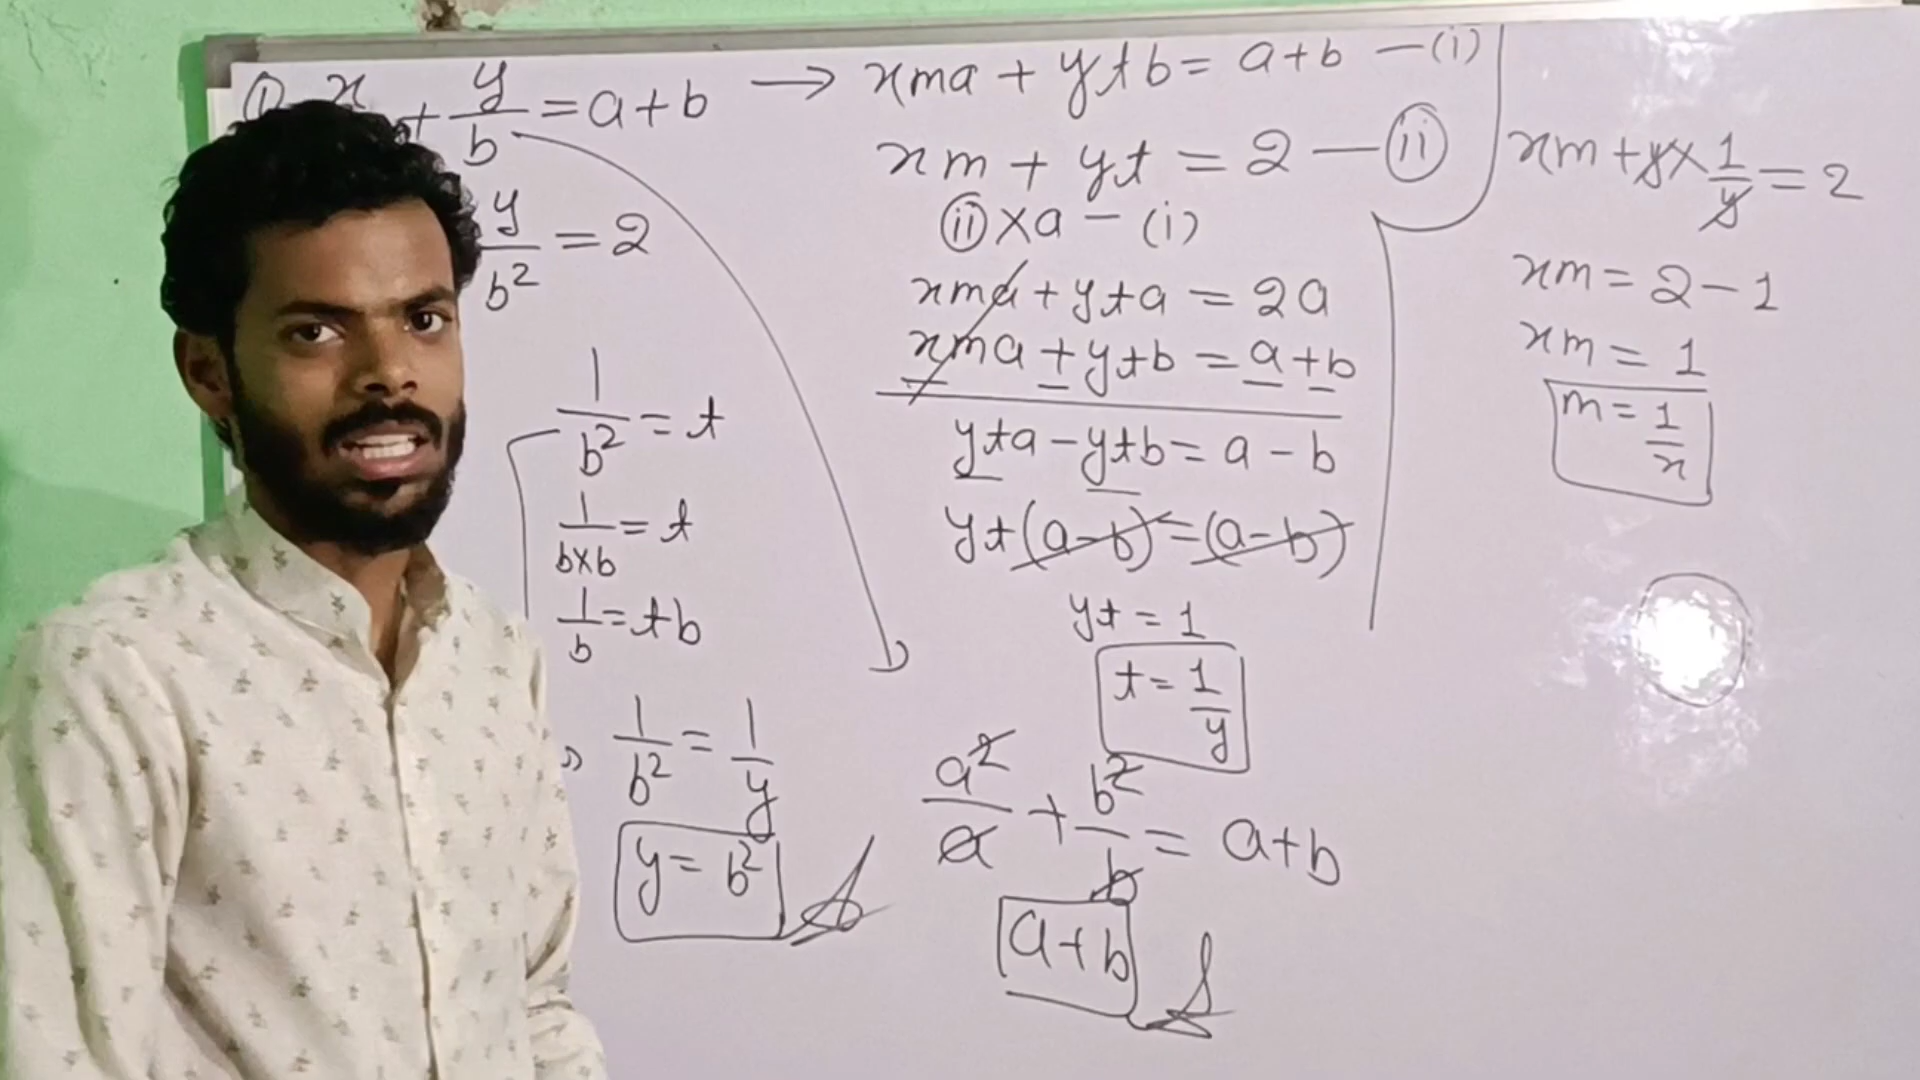 ① x + y/b = a+b → xma + ytb = a+b —(i)
y/b² = 2
xm + yt = 2 — ⓘⓘ
ⓘⓘ × a - (i)
xma + yta = 2a
xma + ytb = a + b
yta - ytb = a - b
yt(a-b) = (a-b)
yt = 1
t = 1/y
1/b² = t
1/b×b = t
1/b = tb
1/b² = 1/y
y = b²
a²/a + b²/b = a+b
a+b
xm + y×1/y = 2
xm = 2-1
xm = 1
m = 1/x